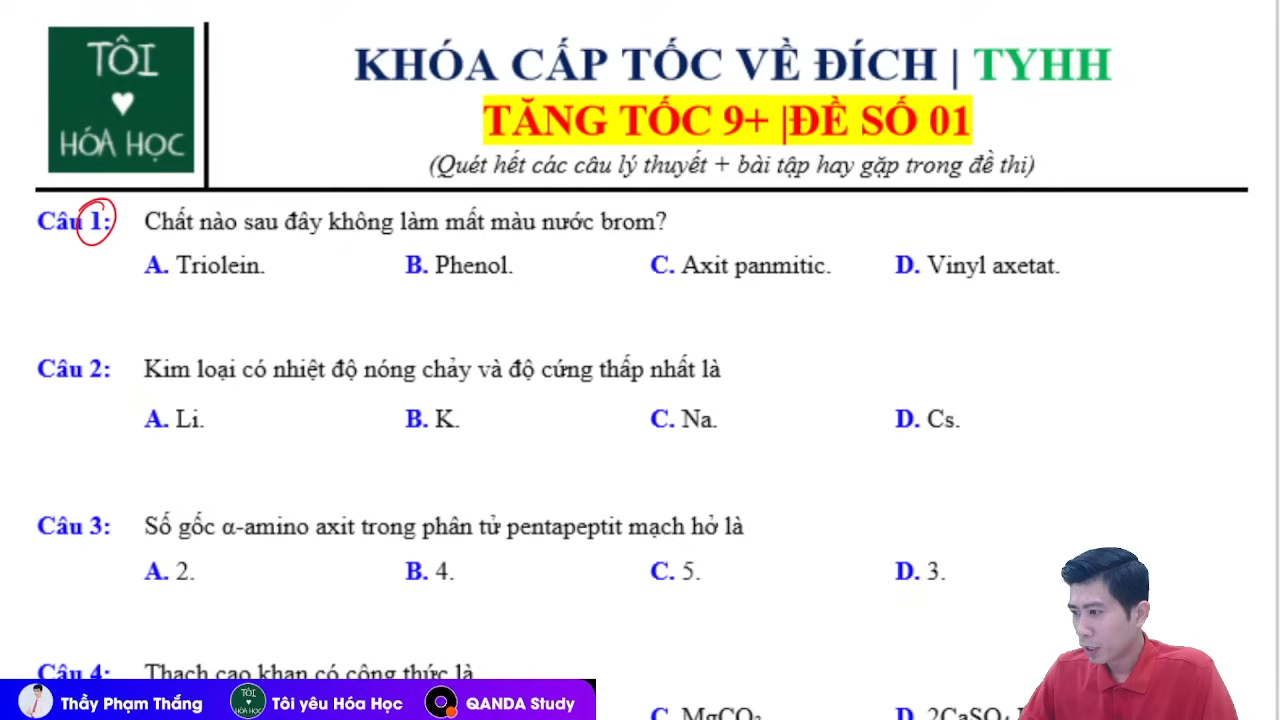 TÔI
HÓA HỌC
KHÓA CẤP TỐC VỀ ĐÍCH | TYHH
TĂNG TỐC 9+ |ĐỀ SỐ 01
(Quét hết các câu lý thuyết + bài tập hay gặp trong đề thi)
Câu 1: Chất nào sau đây không làm mất màu nước brom?
A. Triolein. B. Phenol. C. Axit panmitic. D. Vinyl axetat.
Câu 2: Kim loại có nhiệt độ nóng chảy và độ cứng thấp nhất là
A. Li. B. K. C. Na. D. Cs.
Câu 3: Số gốc α-amino axit trong phân tử pentapeptit mạch hở là
A. 2. B. 4. C. 5. D. 3.
Câu 4: Thạch cao khan có công thức là
C. MgCO₃ D. 2CaSO₄
Thầy Phạm Thắng TÔI HÓA HỌC Tôi yêu Hóa Học QANDA Study